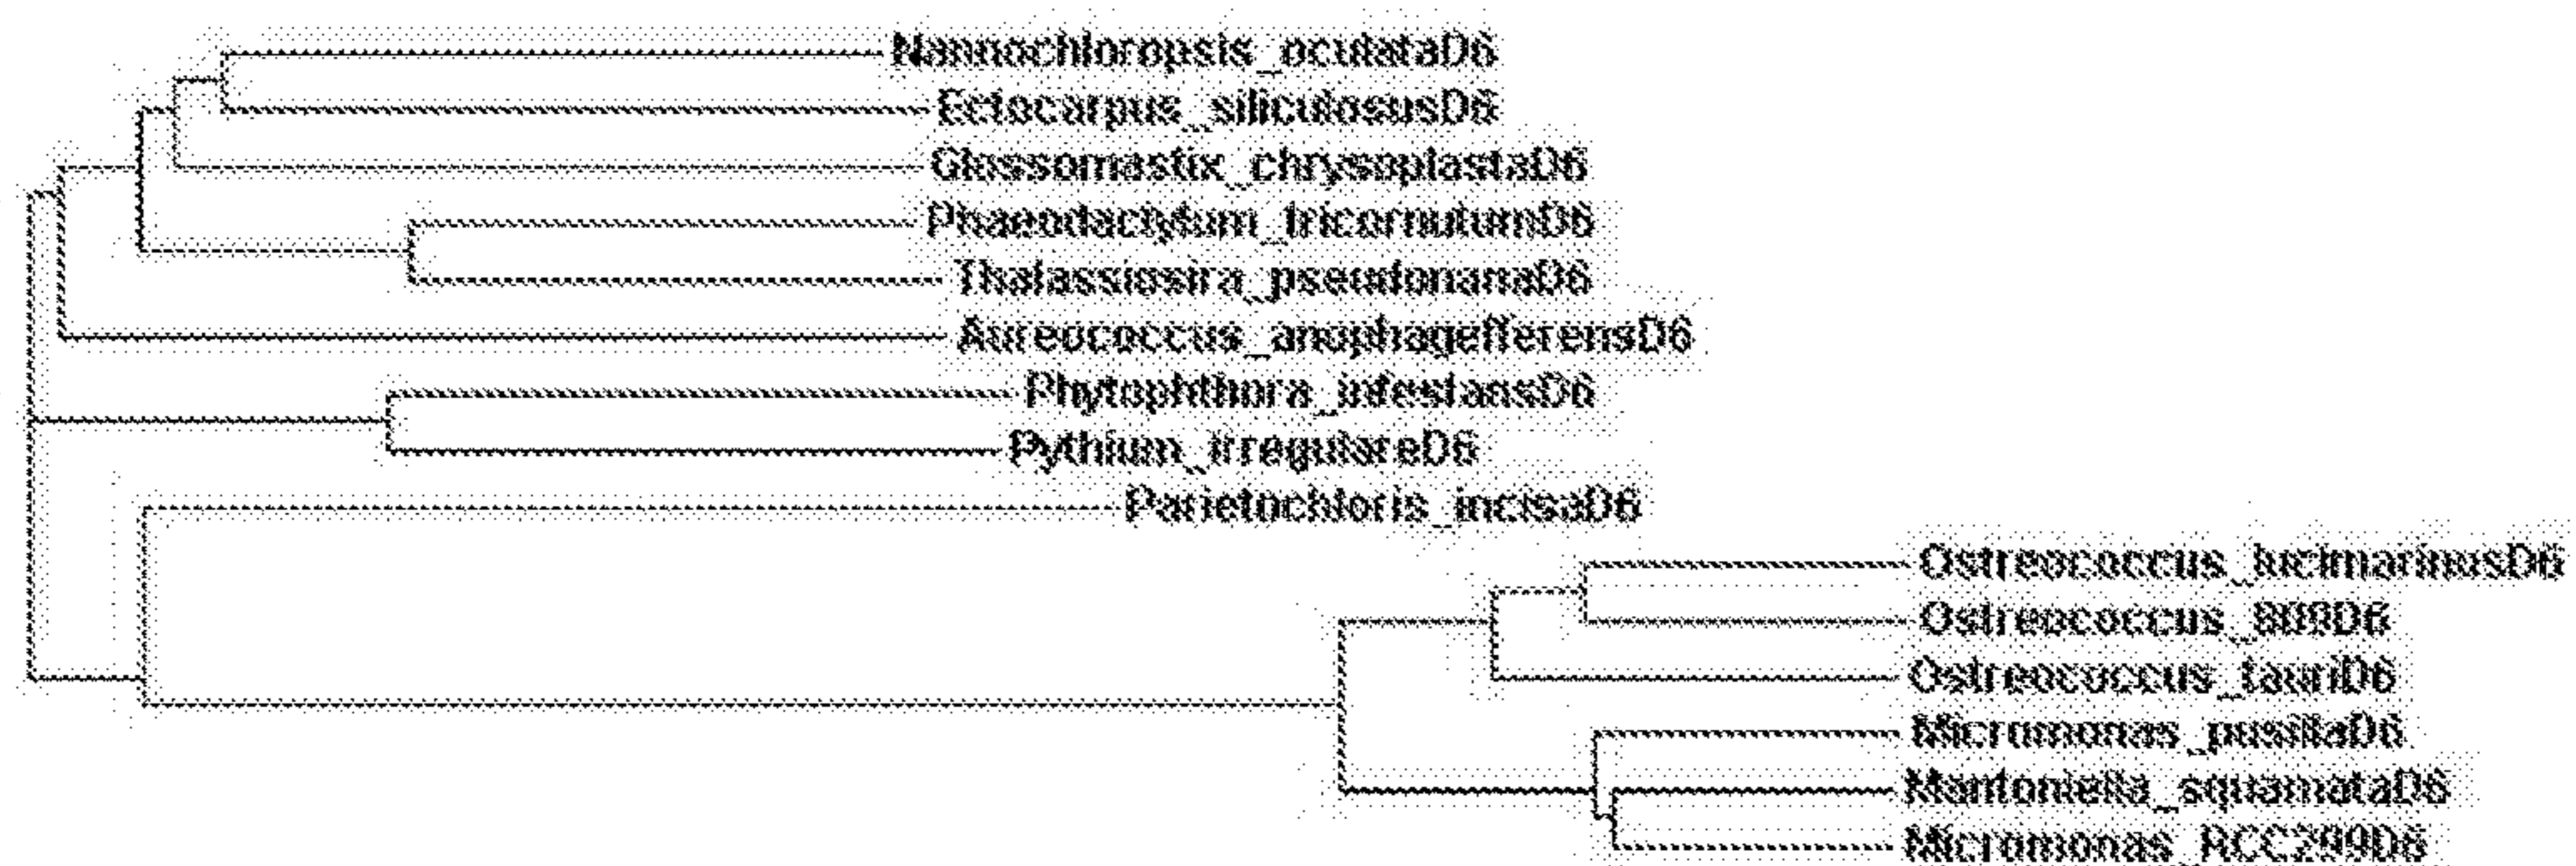 Nannochloropsis_oculataD6
Ectocarpus_siliculosusD6
Glossomastix_chrysoplastaD6
Phaeodactylum_tricornutumD6
Thalassiosira_pseudonanaD6
Aureococcus_anophagefferensD6
Phytophthora_infestansD6
Pythium_irregulareD6
Parietochloris_incisaD6
Ostreococcus_lucimarinusD6
Ostreococcus_809D6
Ostreococcus_tauriD6
Micromonas_pusillaD6
Mantoniella_squamataD6
Micromonas_RCC299D6